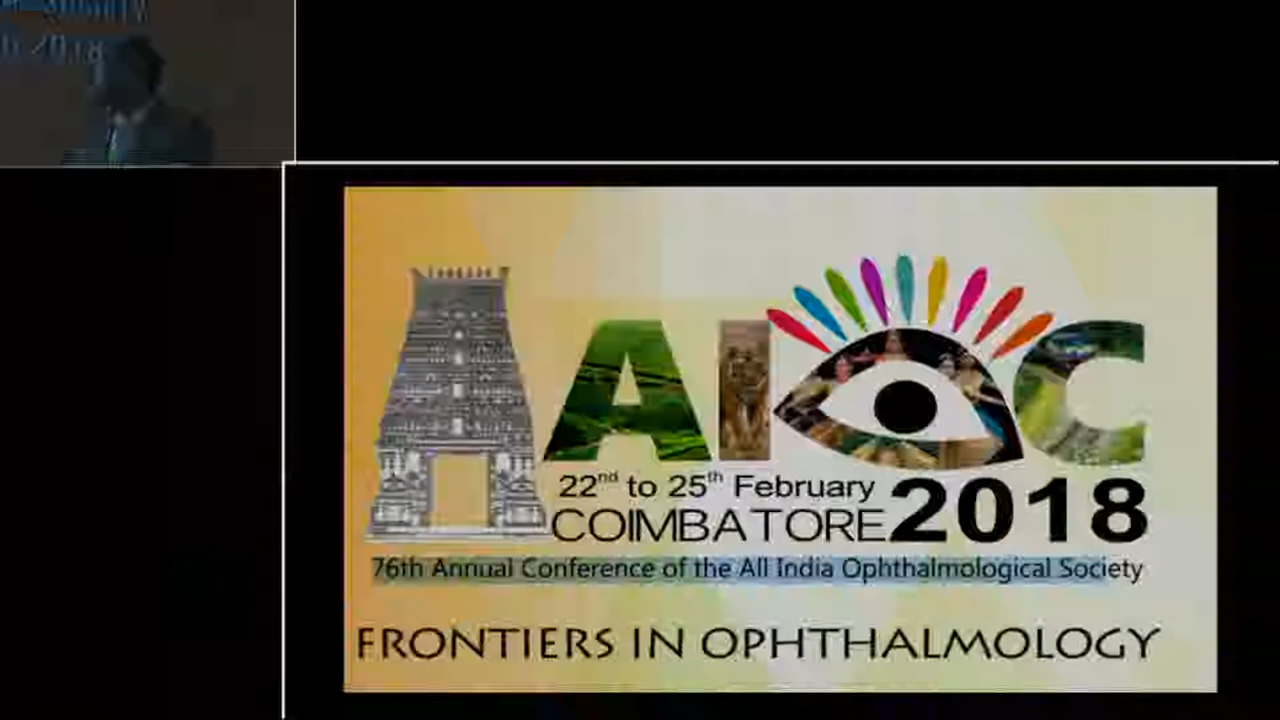 2018
AIOC
22nd to 25th February
COIMBATORE 2018
76th Annual Conference of the All India Ophthalmological Society
FRONTIERS IN OPHTHALMOLOGY